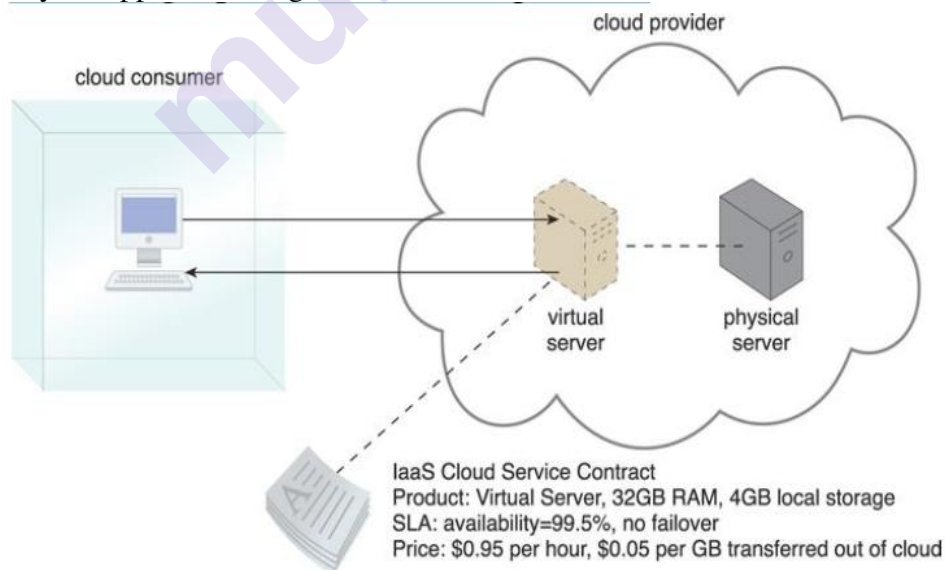 cloud provider
cloud consumer
virtual
server
physical
server
IaaS Cloud Service Contract
Product: Virtual Server, 32GB RAM, 4GB local storage
SLA: availability=99.5%, no failover
Price: $0.95 per hour, $0.05 per GB transferred out of cloud